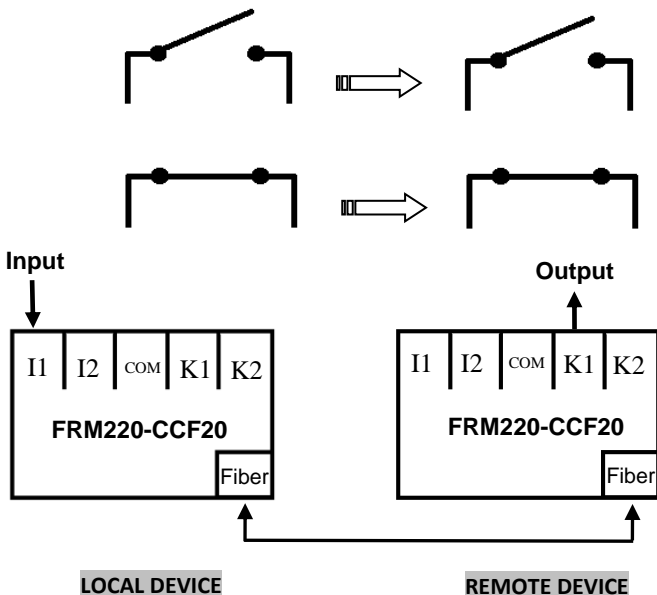 Input
Output
I1 I2 COM K1 K2
I1 I2 COM K1 K2
FRM220-CCF20
FRM220-CCF20
Fiber
Fiber
LOCAL DEVICE
REMOTE DEVICE